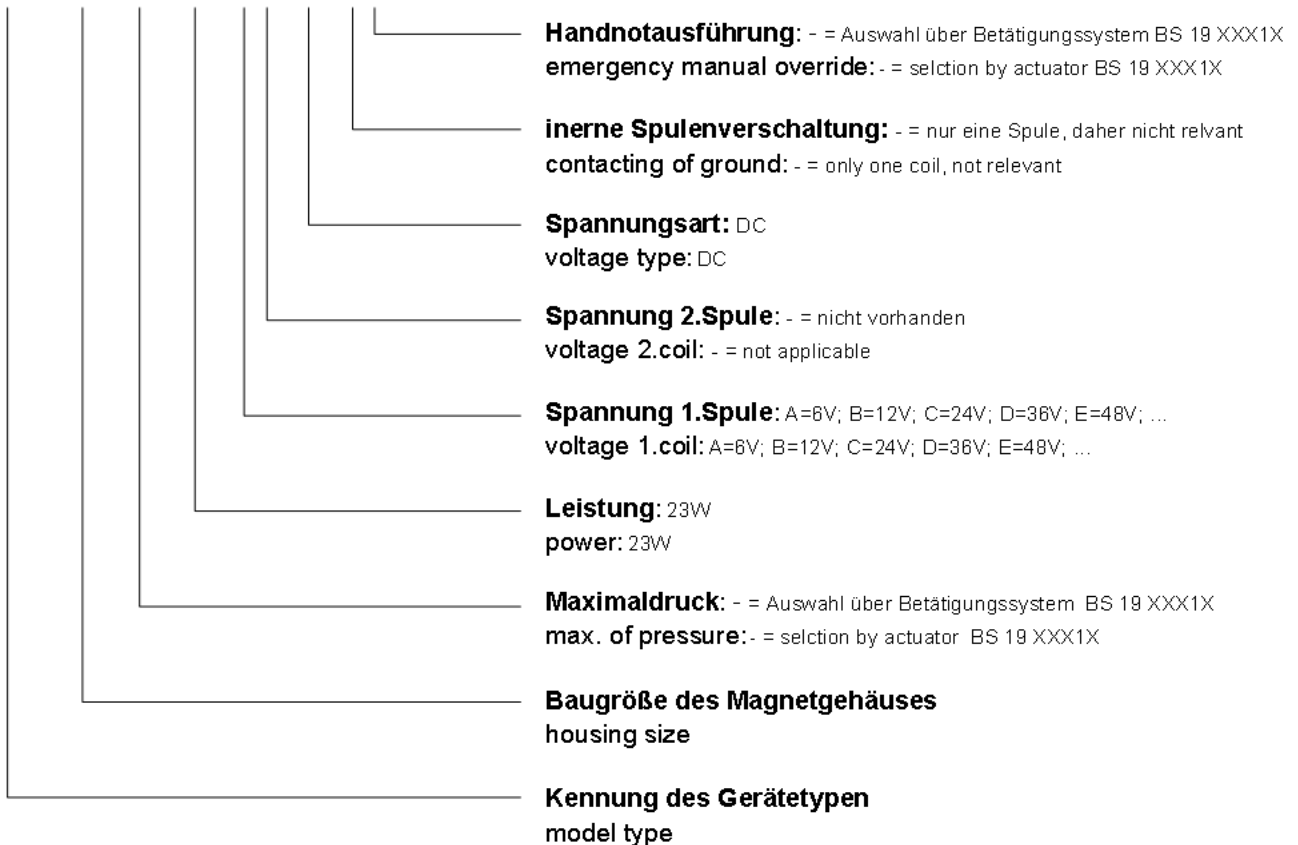 Handnotausführung: - = Auswahl über Betätigungssystem BS 19 XXX1X
emergency manual override: - = selction by actuator BS 19 XXX1X
inerne Spulenverschaltung: - = nur eine Spule, daher nicht relvant
contacting of ground: - = only one coil, not relevant
Spannungsart: DC
voltage type: DC
Spannung 2.Spule: - = nicht vorhanden
voltage 2.coil: - = not applicable
Spannung 1.Spule: A=6V; B=12V; C=24V; D=36V; E=48V; ...
voltage 1.coil: A=6V; B=12V; C=24V; D=36V; E=48V; ...
Leistung: 23W
power: 23W
Maximaldruck: - = Auswahl über Betätigungssystem BS 19 XXX1X
max. of pressure: - = selction by actuator BS 19 XXX1X
Baugröße des Magnetgehäuses
housing size
Kennung des Gerätetypen
model type